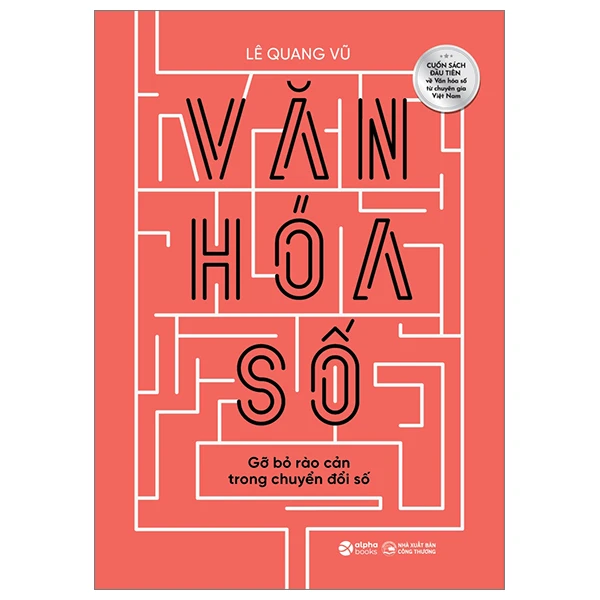 LÊ QUANG VŨ
CUỐN SÁCH
ĐẦU TIÊN
về Văn hóa số
từ chuyên gia
Việt Nam
VĂN
HÓA
SỐ
Gỡ bỏ rào cản
trong chuyển đổi số
alpha
books
NHÀ XUẤT BẢN
CÔNG THƯƠNG